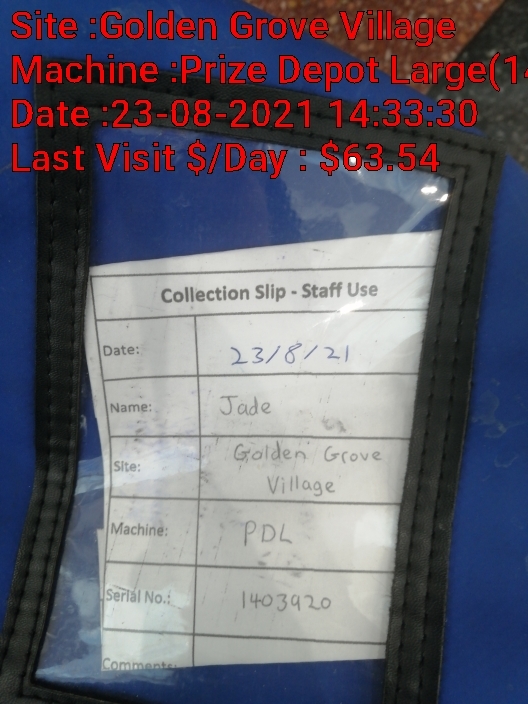 Site :Golden Grove Village
Machine :Prize Depot Large(14
Date :23-08-2021 14:33:30
Last Visit $/Day : $63.54
Collection Slip - Staff Use
Date: 23/8/21
Name: Jade
Site: Golden Grove
Village
Machine: PDL
Serial No.: 1403920
Comments: